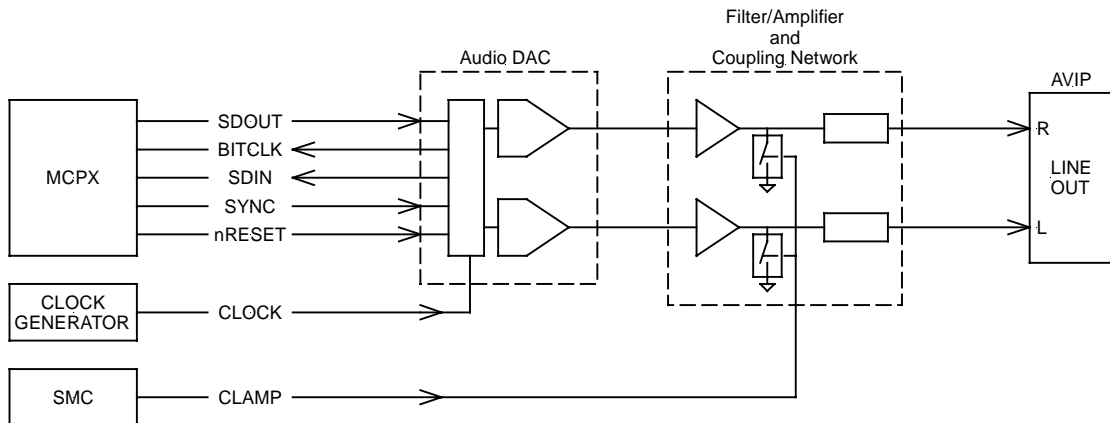 Filter/Amplifier
and
Coupling Network
Audio DAC
AVIP
SDOUT
BITCLK
MCPX
SDIN
SYNC
nRESET
R
LINE
OUT
L
CLOCK
GENERATOR
CLOCK
SMC
CLAMP